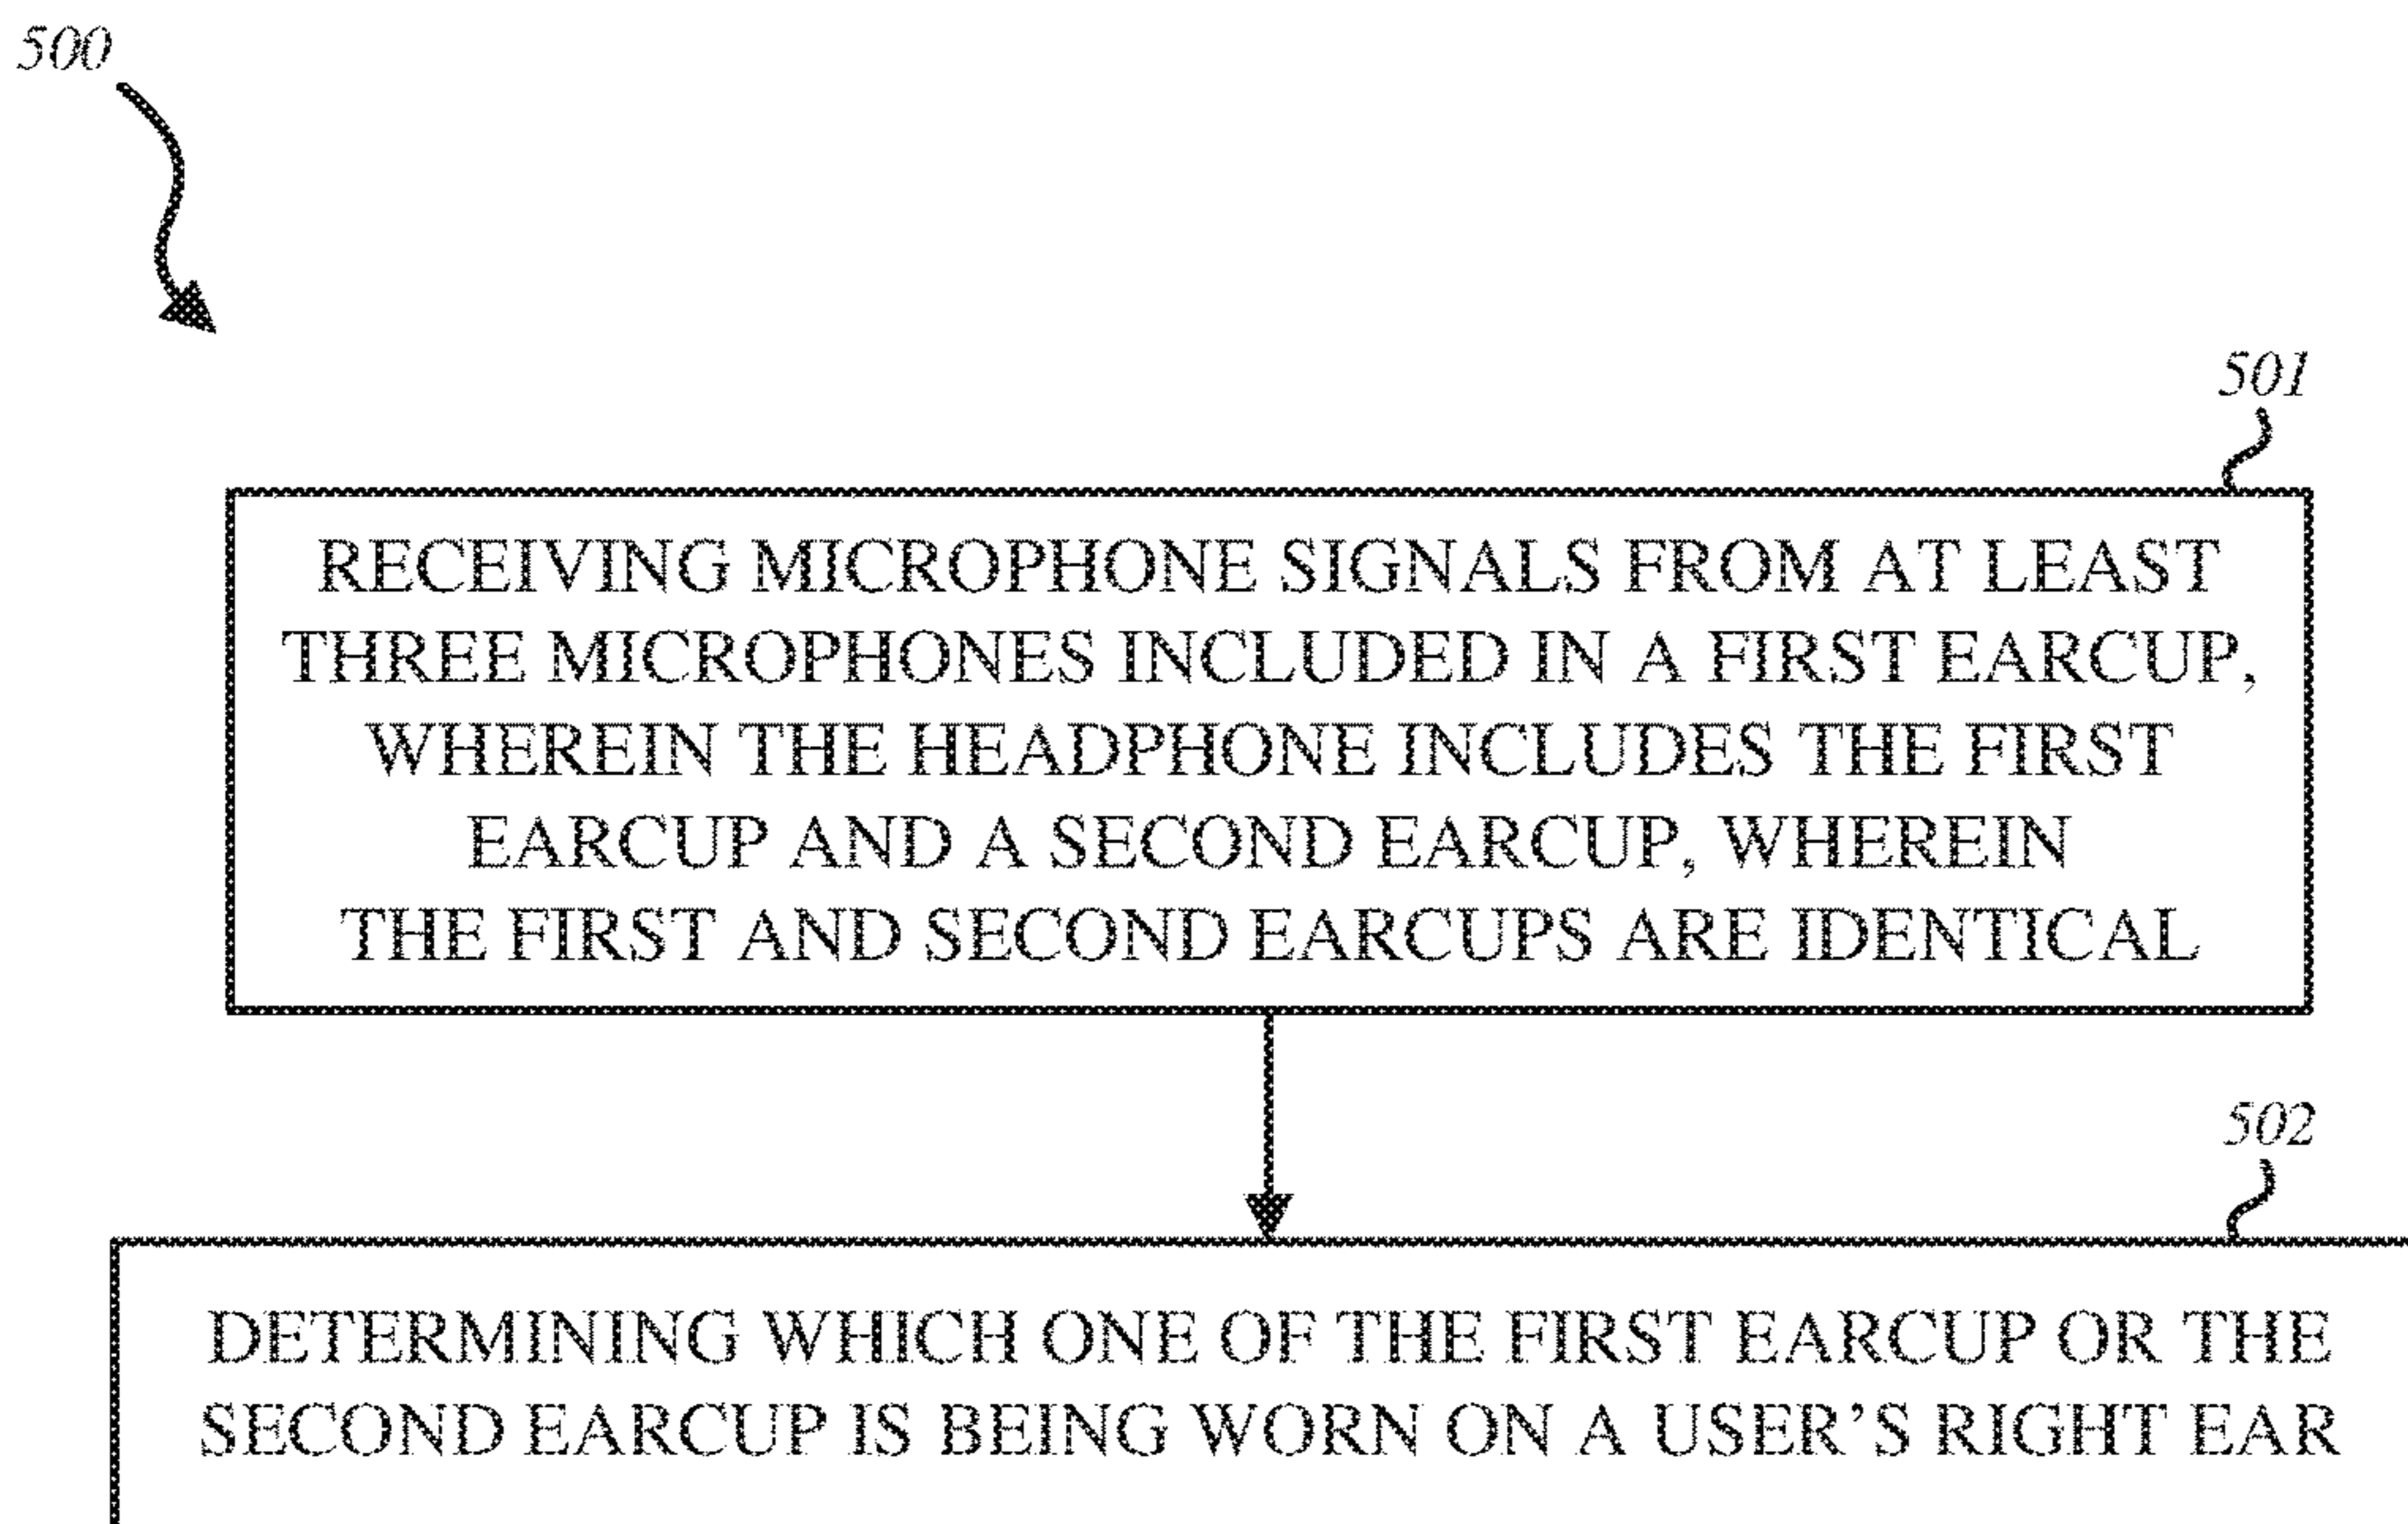 500
501
RECEIVING MICROPHONE SIGNALS FROM AT LEAST
THREE MICROPHONES INCLUDED IN A FIRST EARCUP,
WHEREIN THE HEADPHONE INCLUDES THE FIRST
EARCUP AND A SECOND EARCUP, WHEREIN
THE FIRST AND SECOND EARCUPS ARE IDENTICAL
502
DETERMINING WHICH ONE OF THE FIRST EARCUP OR THE
SECOND EARCUP IS BEING WORN ON A USER’S RIGHT EAR